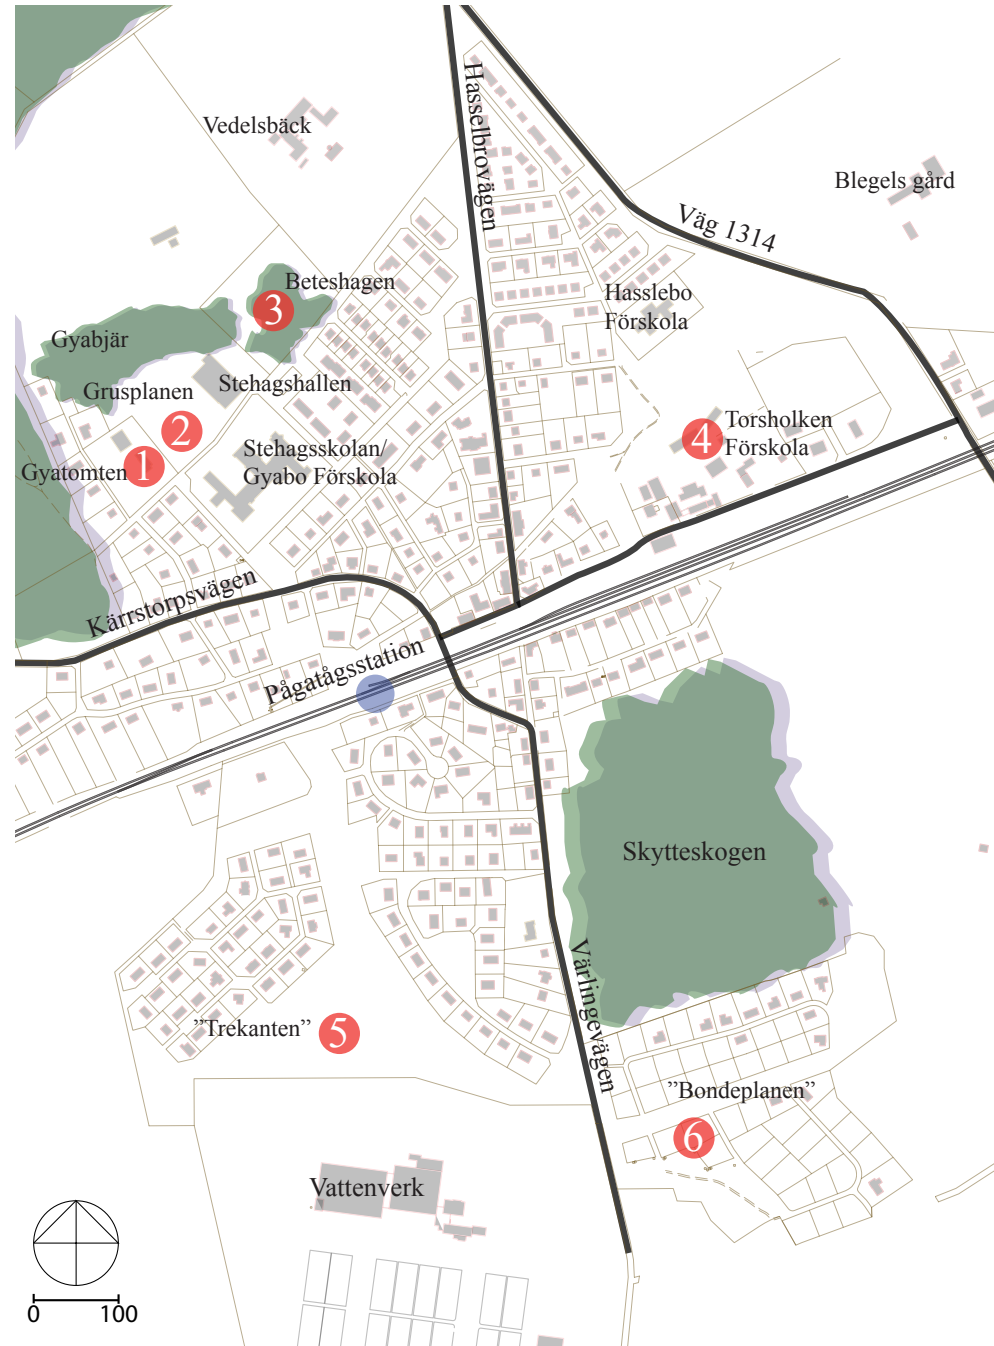 Vedelsbäck
Hasselbrovägen
Väg 1314
Blegels gård
Beteshagen
3
Hasslebo
Förskola
Gyabjär
Grusplanen
Stehagshallen
2
Torsholken
Förskola
4
Stehagsskolan/
Gyabo Förskola
Gyatomten
1
Kärrstorpsvägen
Pågatågsstation
Skytteskogen
Värlingevägen
”Trekanten”
5
”Bondeplanen”
6
Vattenverk
0 100